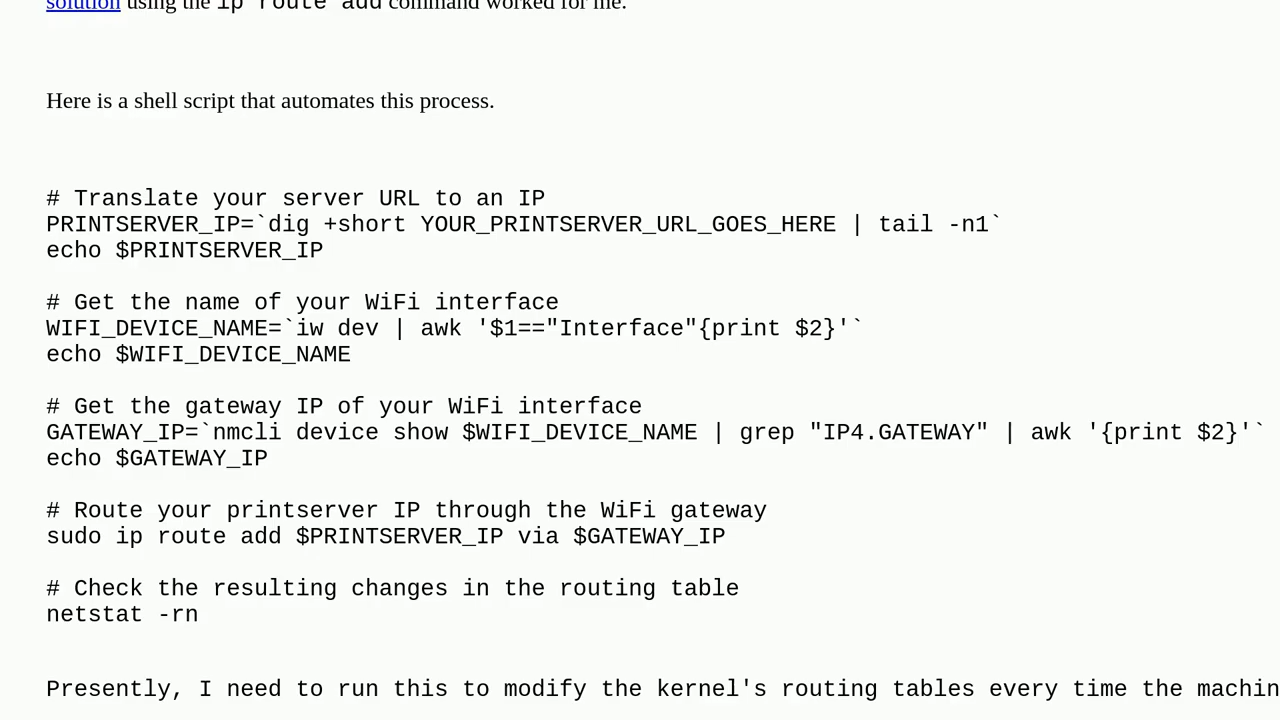 solution using the ip route add command worked for me.
Here is a shell script that automates this process.
# Translate your server URL to an IP
PRINTSERVER_IP=`dig +short YOUR_PRINTSERVER_URL_GOES_HERE | tail -n1`
echo $PRINTSERVER_IP
# Get the name of your WiFi interface
WIFI_DEVICE_NAME=`iw dev | awk '$1=="Interface"{print $2}'`
echo $WIFI_DEVICE_NAME
# Get the gateway IP of your WiFi interface
GATEWAY_IP=`nmcli device show $WIFI_DEVICE_NAME | grep "IP4.GATEWAY" | awk '{print $2}'`
echo $GATEWAY_IP
# Route your printserver IP through the WiFi gateway
sudo ip route add $PRINTSERVER_IP via $GATEWAY_IP
# Check the resulting changes in the routing table
netstat -rn
Presently, I need to run this to modify the kernel's routing tables every time the machin